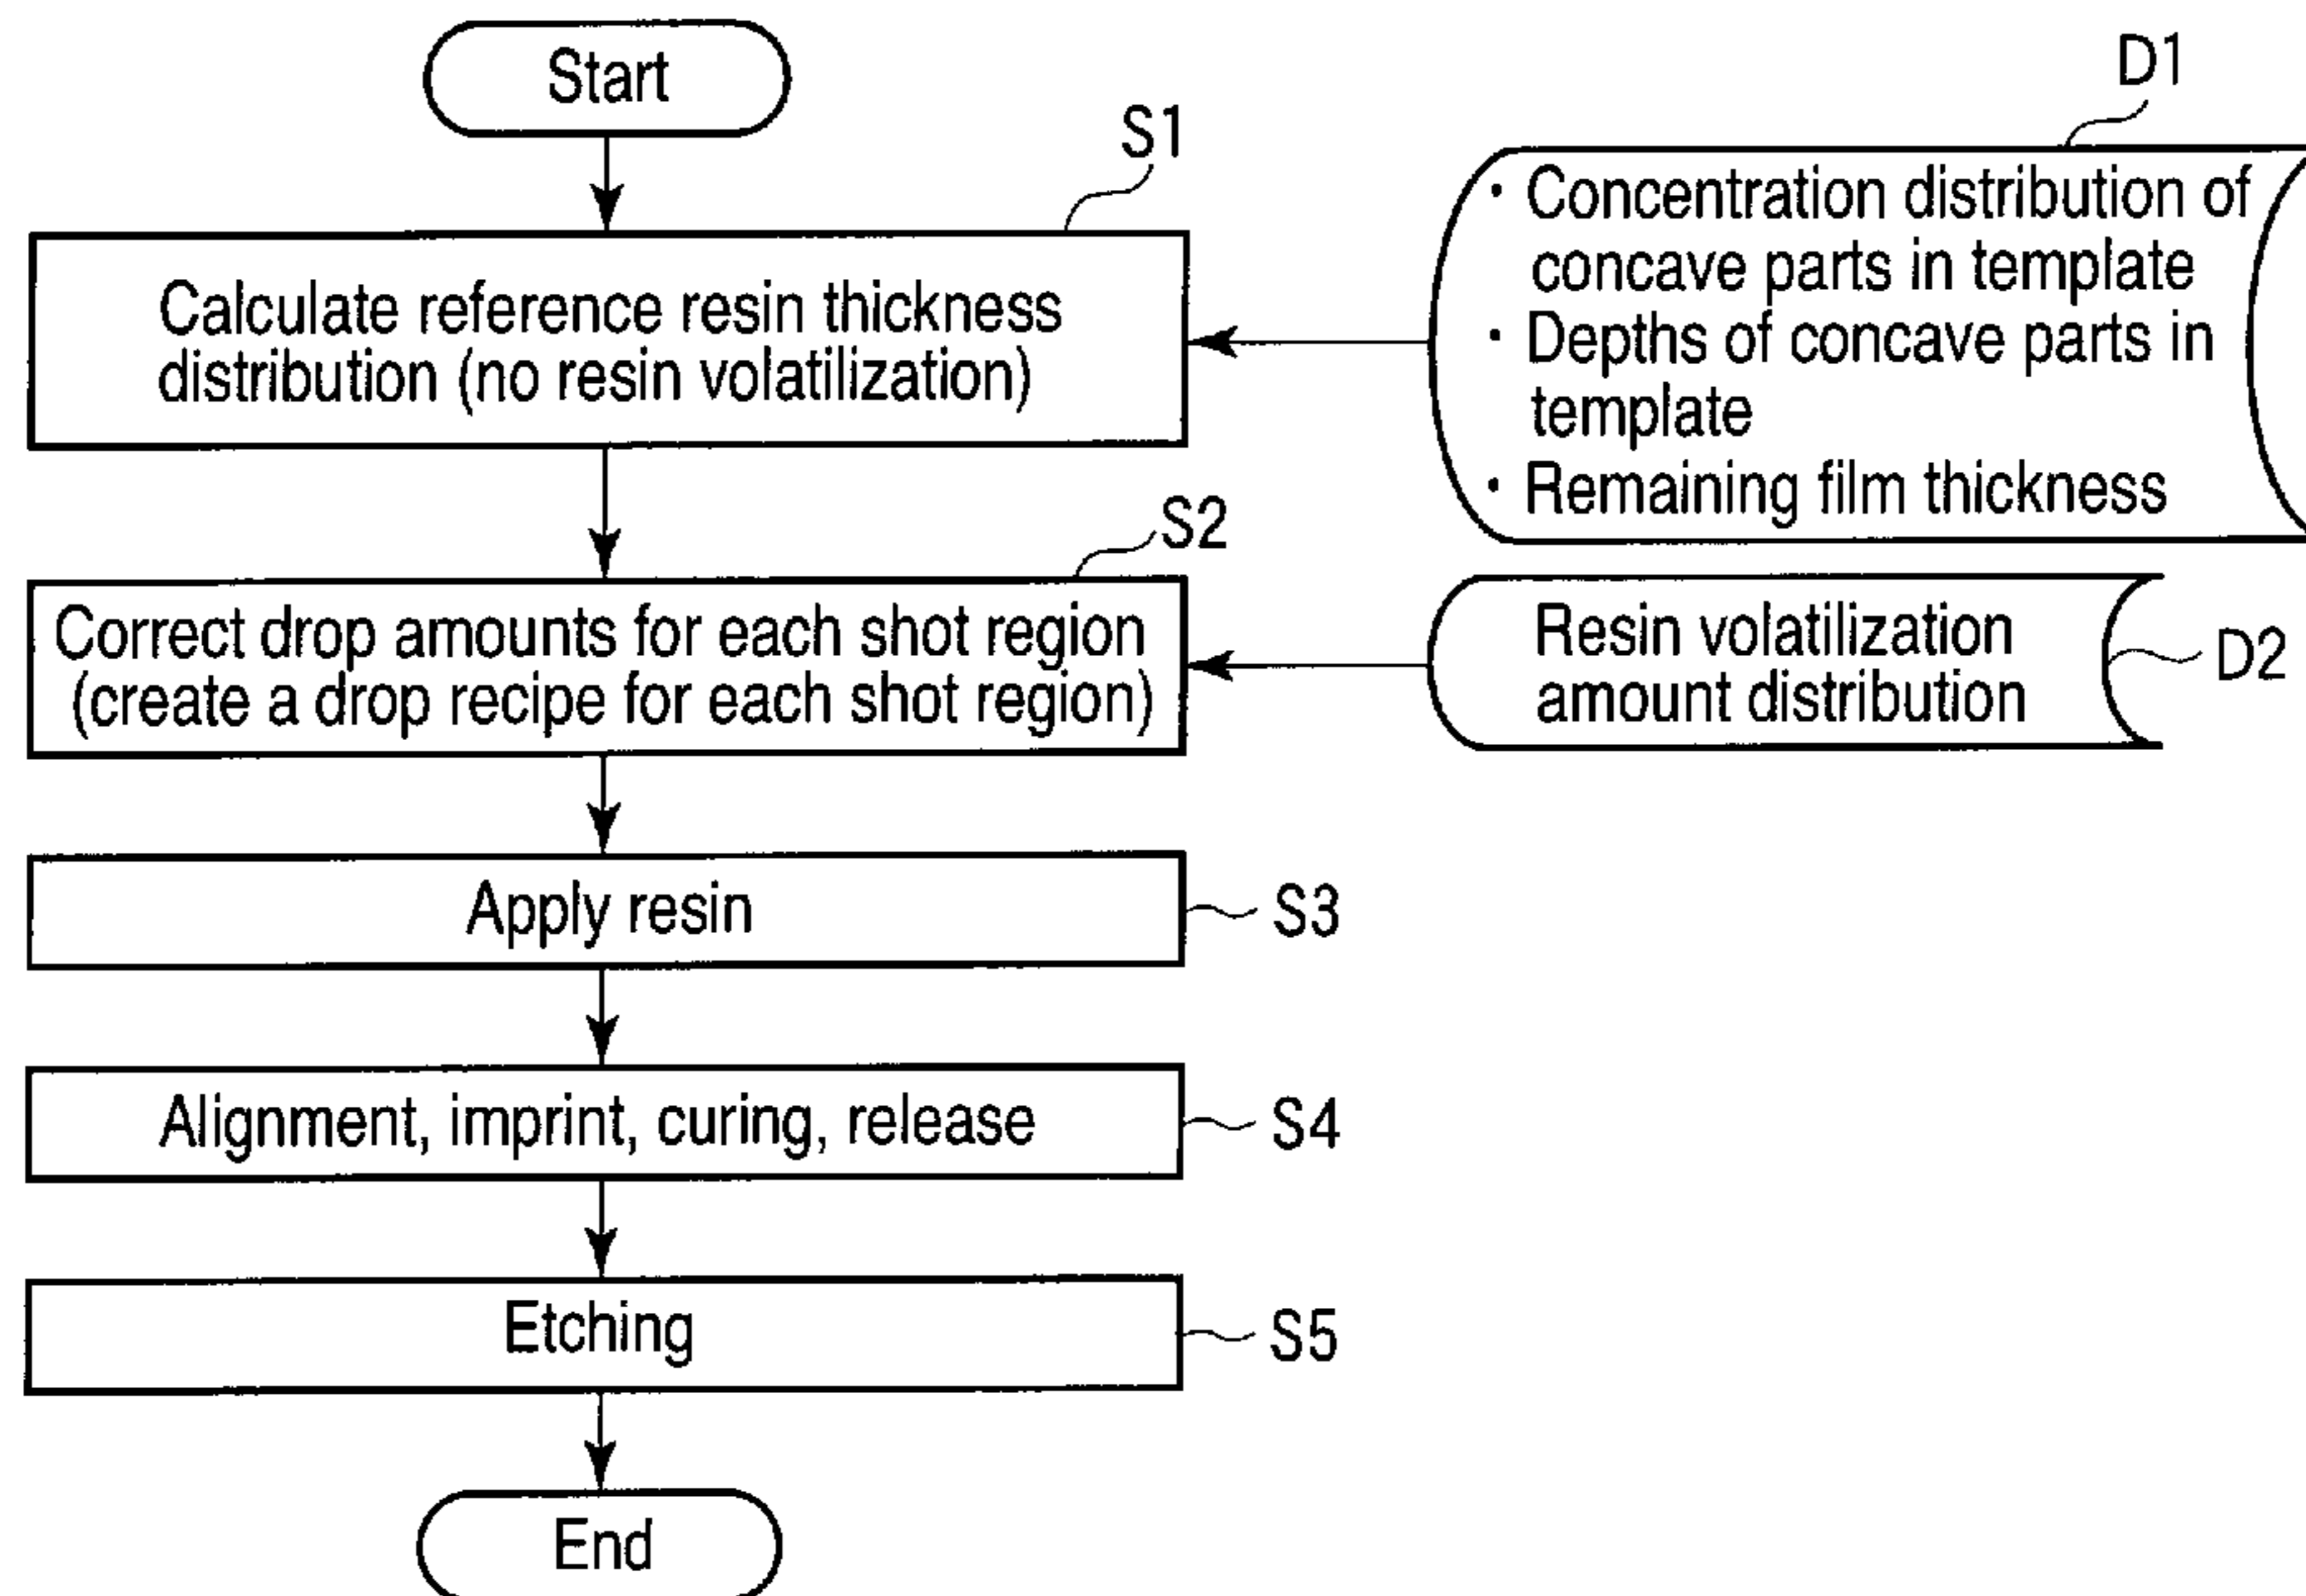 Start
S1
Calculate reference resin thickness
distribution (no resin volatilization)
D1
· Concentration distribution of
concave parts in template
· Depths of concave parts in
template
· Remaining film thickness
S2
Correct drop amounts for each shot region
(create a drop recipe for each shot region)
Resin volatilization
amount distribution
D2
Apply resin
S3
Alignment, imprint, curing, release
S4
Etching
S5
End